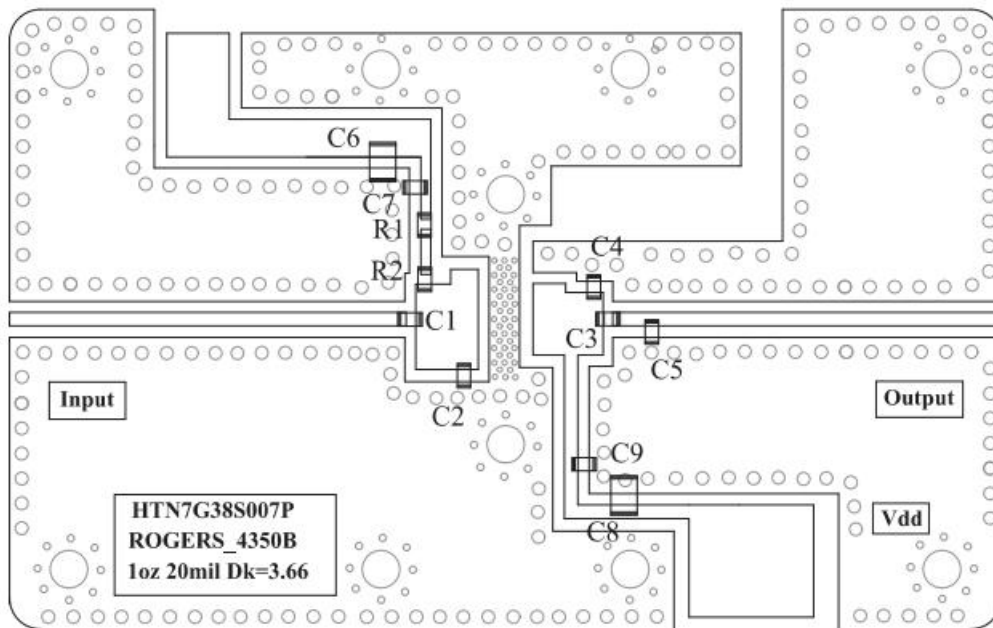 C6
C7
R1
C4
R2
C1
C3
C5
Input
C2
Output
C9
HTN7G38S007P
ROGERS_4350B
1oz 20mil Dk=3.66
C8
Vdd